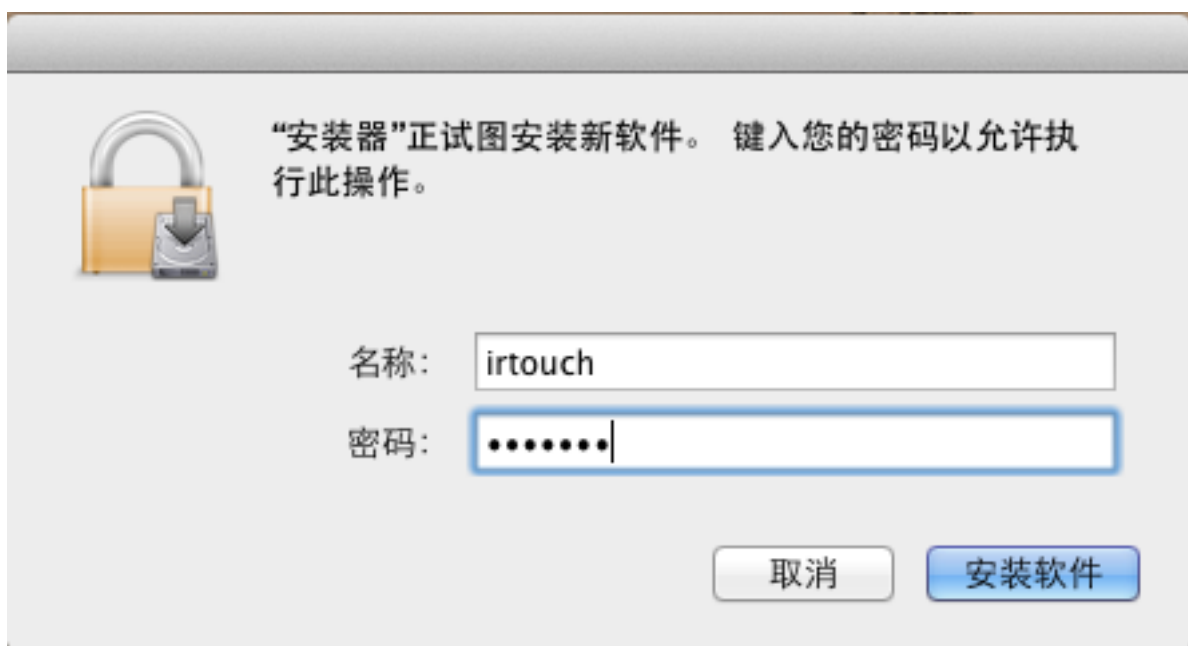 “安装器”正试图安装新软件。 键入您的密码以允许执
行此操作。
名称: irtouch
密码: •••••••
取消 安装软件